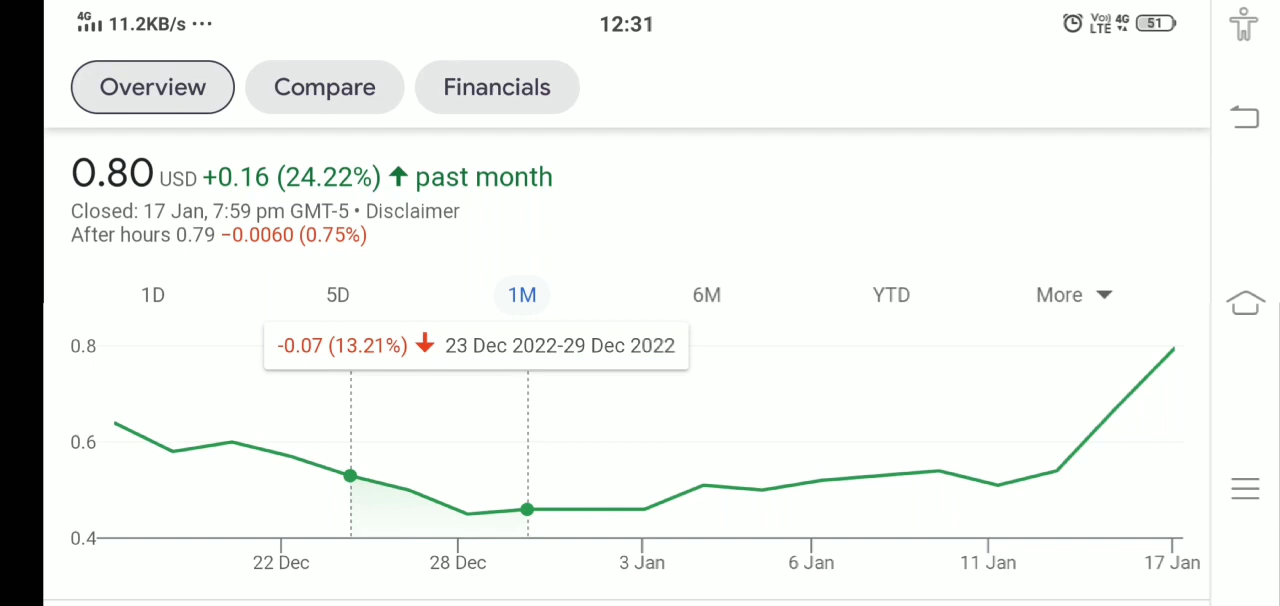 4G 11.2KB/s ··· 12:31 Vo)) LTE 4G 51
Overview Compare Financials
0.80 USD +0.16 (24.22%) ↑ past month
Closed: 17 Jan, 7:59 pm GMT-5 • Disclaimer
After hours 0.79 −0.0060 (0.75%)
1D 5D 1M 6M YTD More
-0.07 (13.21%) ↓ 23 Dec 2022-29 Dec 2022
0.8
0.6
0.4
22 Dec 28 Dec 3 Jan 6 Jan 11 Jan 17 Jan